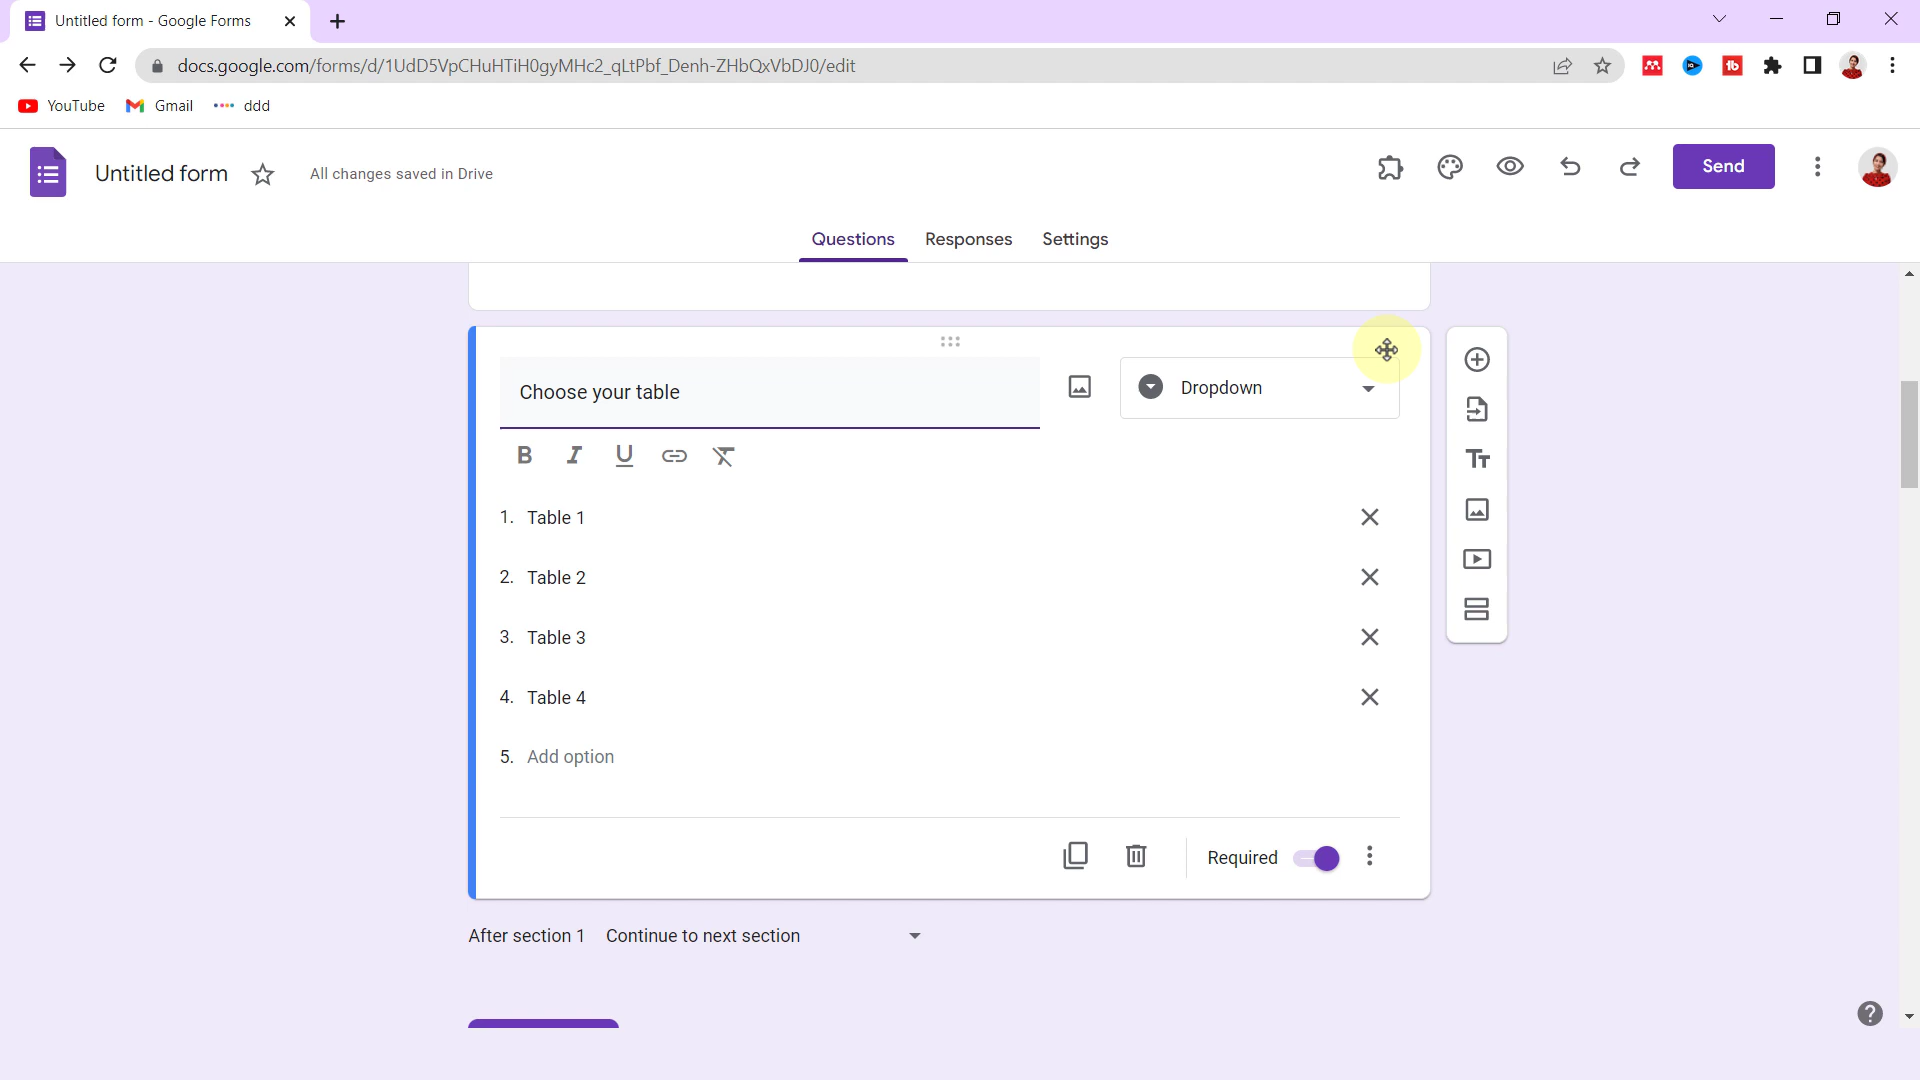 Untitled form - Google Forms
docs.google.com/forms/d/1UdD5VpCHuHTiH0gyMHc2_qLtPbf_Denh-ZHbQxVbDJ0/edit
YouTube Gmail ddd
Untitled form All changes saved in Drive Send
Questions Responses Settings
Choose your table Dropdown
B I U
1. Table 1
2. Table 2
3. Table 3
4. Table 4
5. Add option
Required
After section 1 Continue to next section